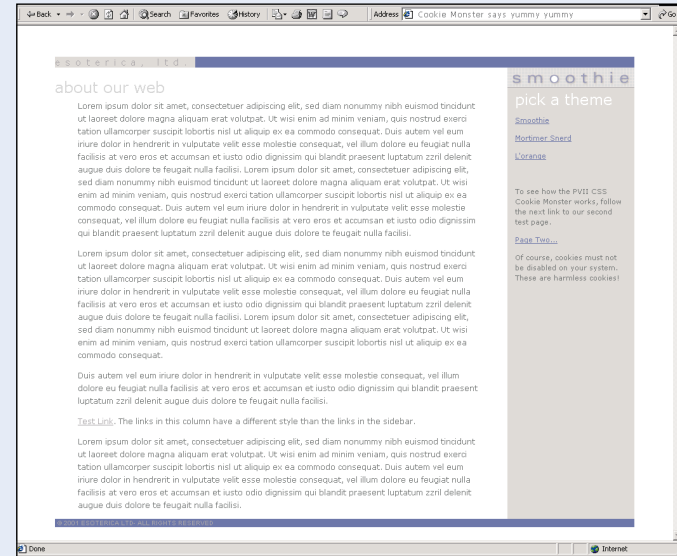 Back Search Favorites History Address Cookie Monster says yummy yummy Go
esoterica, ltd.
smoothie
about our web
Lorem ipsum dolor sit amet, consectetuer adipiscing elit, sed diam nonummy nibh euismod tincidunt
ut laoreet dolore magna aliquam erat volutpat. Ut wisi enim ad minim veniam, quis nostrud exerci
tation ullamcorper suscipit lobortis nisl ut aliquip ex ea commodo consequat. Duis autem vel eum
iriure dolor in hendrerit in vulputate velit esse molestie consequat, vel illum dolore eu feugiat nulla
facilisis at vero eros et accumsan et iusto odio dignissim qui blandit praesent luptatum zzril delenit
augue duis dolore te feugait nulla facilisi. Lorem ipsum dolor sit amet, consectetuer adipiscing elit,
sed diam nonummy nibh euismod tincidunt ut laoreet dolore magna aliquam erat volutpat. Ut wisi
enim ad minim veniam, quis nostrud exerci tation ullamcorper suscipit lobortis nisl ut aliquip ex ea
commodo consequat. Duis autem vel eum iriure dolor in hendrerit in vulputate velit esse molestie
consequat, vel illum dolore eu feugiat nulla facilisis at vero eros et accumsan et iusto odio dignissim
qui blandit praesent luptatum zzril delenit augue duis dolore te feugait nulla facilisi.
Lorem ipsum dolor sit amet, consectetuer adipiscing elit, sed diam nonummy nibh euismod tincidunt
ut laoreet dolore magna aliquam erat volutpat. Ut wisi enim ad minim veniam, quis nostrud exerci
tation ullamcorper suscipit lobortis nisl ut aliquip ex ea commodo consequat. Duis autem vel eum
iriure dolor in hendrerit in vulputate velit esse molestie consequat, vel illum dolore eu feugiat nulla
facilisis at vero eros et accumsan et iusto odio dignissim qui blandit praesent luptatum zzril delenit
augue duis dolore te feugait nulla facilisi. Lorem ipsum dolor sit amet, consectetuer adipiscing elit,
sed diam nonummy nibh euismod tincidunt ut laoreet dolore magna aliquam erat volutpat. Ut wisi
enim ad minim veniam, quis nostrud exerci tation ullamcorper suscipit lobortis nisl ut aliquip ex ea
commodo consequat.
Duis autem vel eum iriure dolor in hendrerit in vulputate velit esse molestie consequat, vel illum
dolore eu feugiat nulla facilisis at vero eros et accumsan et iusto odio dignissim qui blandit praesent
luptatum zzril delenit augue duis dolore te feugait nulla facilisi.
Test Link. The links in this column have a different style than the links in the sidebar.
Lorem ipsum dolor sit amet, consectetuer adipiscing elit, sed diam nonummy nibh euismod tincidunt
ut laoreet dolore magna aliquam erat volutpat. Ut wisi enim ad minim veniam, quis nostrud exerci
tation ullamcorper suscipit lobortis nisl ut aliquip ex ea commodo consequat. Duis autem vel eum
iriure dolor in hendrerit in vulputate velit esse molestie consequat, vel illum dolore eu feugiat nulla
facilisis at vero eros et accumsan et iusto odio dignissim qui blandit praesent luptatum zzril delenit
augue duis dolore te feugait nulla facilisi.
pick a theme
Smoothie
Mortimer Snerd
L'orange
To see how the PVII CSS
Cookie Monster works, follow
the next link to our second
test page.
Page Two...
Of course, cookies must not
be disabled on your system.
These are harmless cookies!
© 2001 ESOTERICA LTD- ALL RIGHTS RESERVED
Done Internet